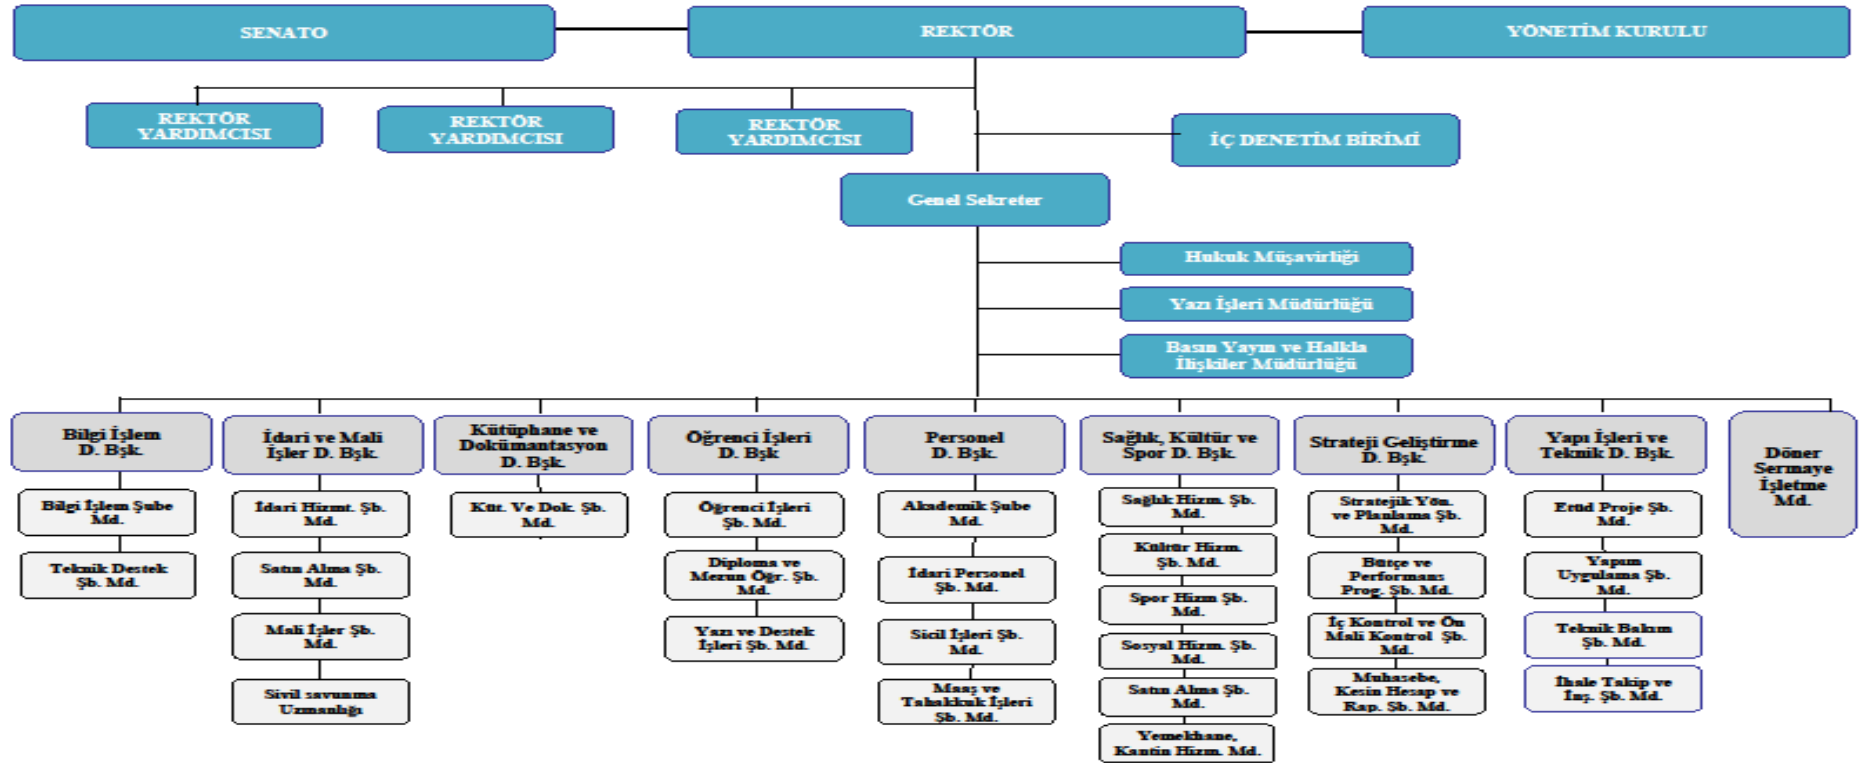 SENATO
REKTÖR
YÖNETİM KURULU
REKTÖR
YARDIMCISI
REKTÖR
YARDIMCISI
REKTÖR
YARDIMCISI
İÇ DENETİM BİRİMİ
Genel Sekreter
Hukuk Müşavirliği
Yazı İşleri Müdürlüğü
Basın Yayın ve Halkla
İlişkiler Müdürlüğü
Bilgi İşlem
D. Bşk.
Bilgi İşlem Şube
Md.
Teknik Destek
Şb. Md.
İdari ve Mali
İşler D. Bşk.
İdari Hizmt. Şb.
Md.
Satın Alma Şb.
Md.
Mali İşler Şb.
Md.
Sivil savunma
Uzmanlığı
Kütüphane ve
Dokümantasyon
D. Bşk.
Küt. Ve Dok. Şb.
Md.
Öğrenci İşleri
D. Bşk
Öğrenci İşleri
Şb. Md.
Diploma ve
Mezun Öğr. Şb.
Md.
Yazı ve Destek
İşleri Şb. Md.
Personel
D. Bşk.
Akademik Şube
Md.
İdari Personel
Şb. Md.
Sicil İşleri Şb.
Md.
Maaş ve
Tahakkuk İşleri
Şb. Md.
Sağlık, Kültür ve
Spor D. Bşk.
Sağlık Hizm. Şb.
Md.
Kültür Hizm.
Şb. Md.
Spor Hizm Şb.
Md.
Sosyal Hizm. Şb.
Md.
Satın Alma Şb.
Md.
Yemekhane,
Kantin Hizm. Md.
Strateji Geliştirme
D. Bşk.
Stratejik Yön.
ve Planlama Şb.
Md.
Bütçe ve
Performans
Prog. Şb. Md.
İç Kontrol ve Ön
Mali Kontrol Şb.
Md.
Muhasebe,
Kesin Hesap ve
Rap. Şb. Md.
Yapı İşleri ve
Teknik D. Bşk.
Etüd Proje Şb.
Md.
Yapım
Uygulama Şb.
Md.
Teknik Bakım
Şb. Md.
İhale Takip ve
İnş. Şb. Md.
Döner
Sermaye
İşletme
Md.